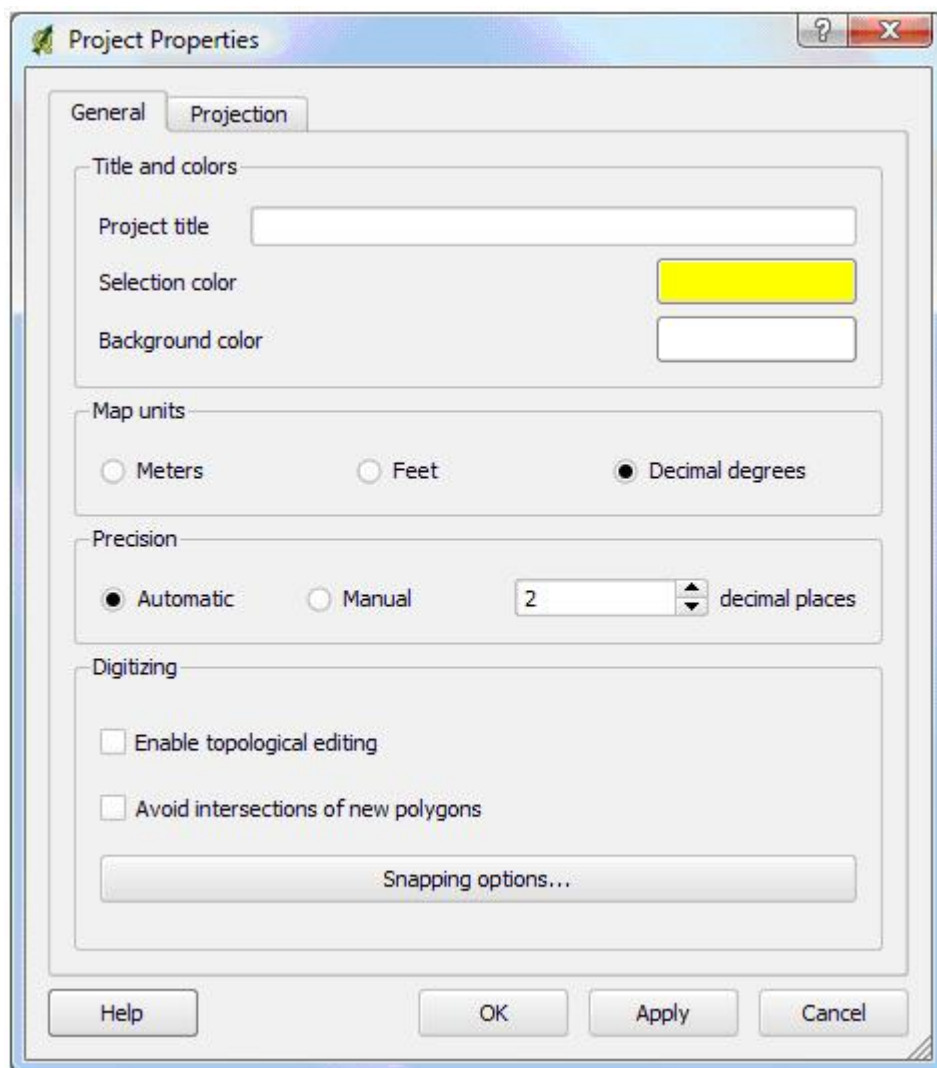 Project Properties
General Projection
Title and colors
Project title
Selection color
Background color
Map units
Meters Feet Decimal degrees
Precision
Automatic Manual 2 decimal places
Digitizing
Enable topological editing
Avoid intersections of new polygons
Snapping options...
Help OK Apply Cancel